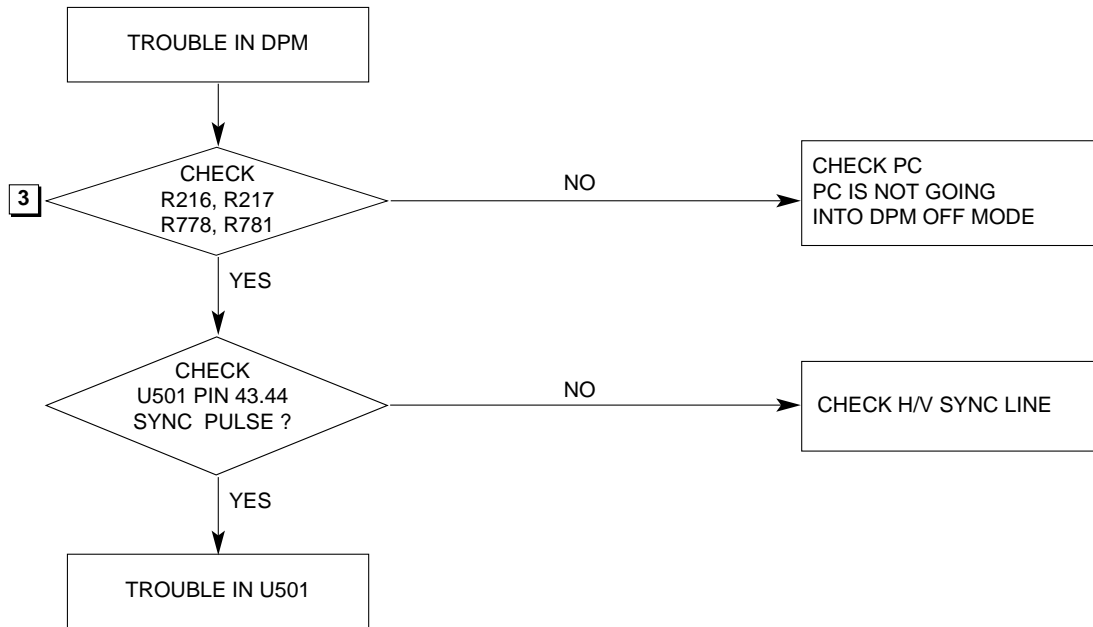 TROUBLE IN DPM
3
CHECK
R216, R217
R778, R781
NO
CHECK PC
PC IS NOT GOING
INTO DPM OFF MODE
YES
CHECK
U501 PIN 43.44
SYNC PULSE ?
NO
CHECK H/V SYNC LINE
YES
TROUBLE IN U501